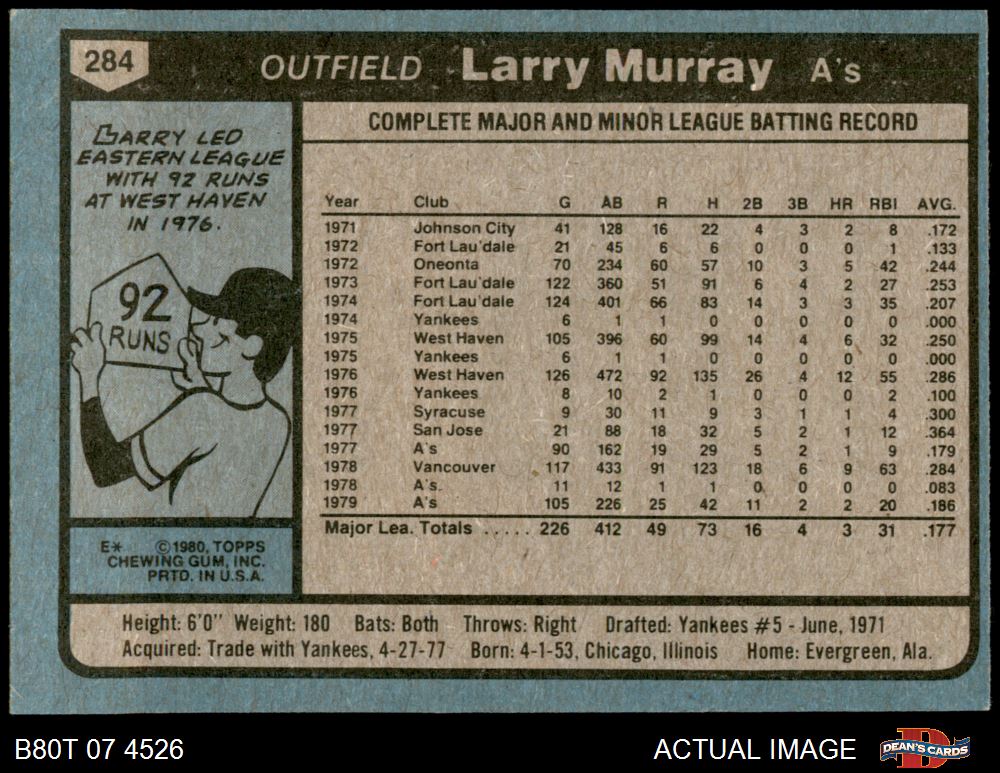 284 OUTFIELD Larry Murray A's
LARRY LED
EASTERN LEAGUE
WITH 92 RUNS
AT WEST HAVEN
IN 1976.
92
RUNS
E* ©1980, TOPPS
CHEWING GUM, INC.
PRTD. IN U.S.A.
COMPLETE MAJOR AND MINOR LEAGUE BATTING RECORD
Year Club G AB R H 2B 3B HR RBI AVG.
1971 Johnson City 41 128 16 22 4 3 2 8 .172
1972 Fort Lau'dale 21 45 6 6 0 0 0 1 .133
1972 Oneonta 70 234 60 57 10 3 5 42 .244
1973 Fort Lau'dale 122 360 51 91 6 4 2 27 .253
1974 Fort Lau'dale 124 401 66 83 14 3 3 35 .207
1974 Yankees 6 1 1 0 0 0 0 0 .000
1975 West Haven 105 396 60 99 14 4 6 32 .250
1975 Yankees 6 1 1 0 0 0 0 0 .000
1976 West Haven 126 472 92 135 26 4 12 55 .286
1976 Yankees 8 10 2 1 0 0 0 2 .100
1977 Syracuse 9 30 11 9 3 1 1 4 .300
1977 San Jose 21 88 18 32 5 2 1 12 .364
1977 A's 90 162 19 29 5 2 1 9 .179
1978 Vancouver 117 433 91 123 18 6 9 63 .284
1978 A's. 11 12 1 1 0 0 0 0 .083
1979 A's 105 226 25 42 11 2 2 20 .186
Major Lea. Totals ..... 226 412 49 73 16 4 3 31 .177
Height: 6'0" Weight: 180 Bats: Both Throws: Right Drafted: Yankees #5 - June, 1971
Acquired: Trade with Yankees, 4-27-77 Born: 4-1-53, Chicago, Illinois Home: Evergreen, Ala.
B80T 07 4526 ACTUAL IMAGE DEAN'S CARDS